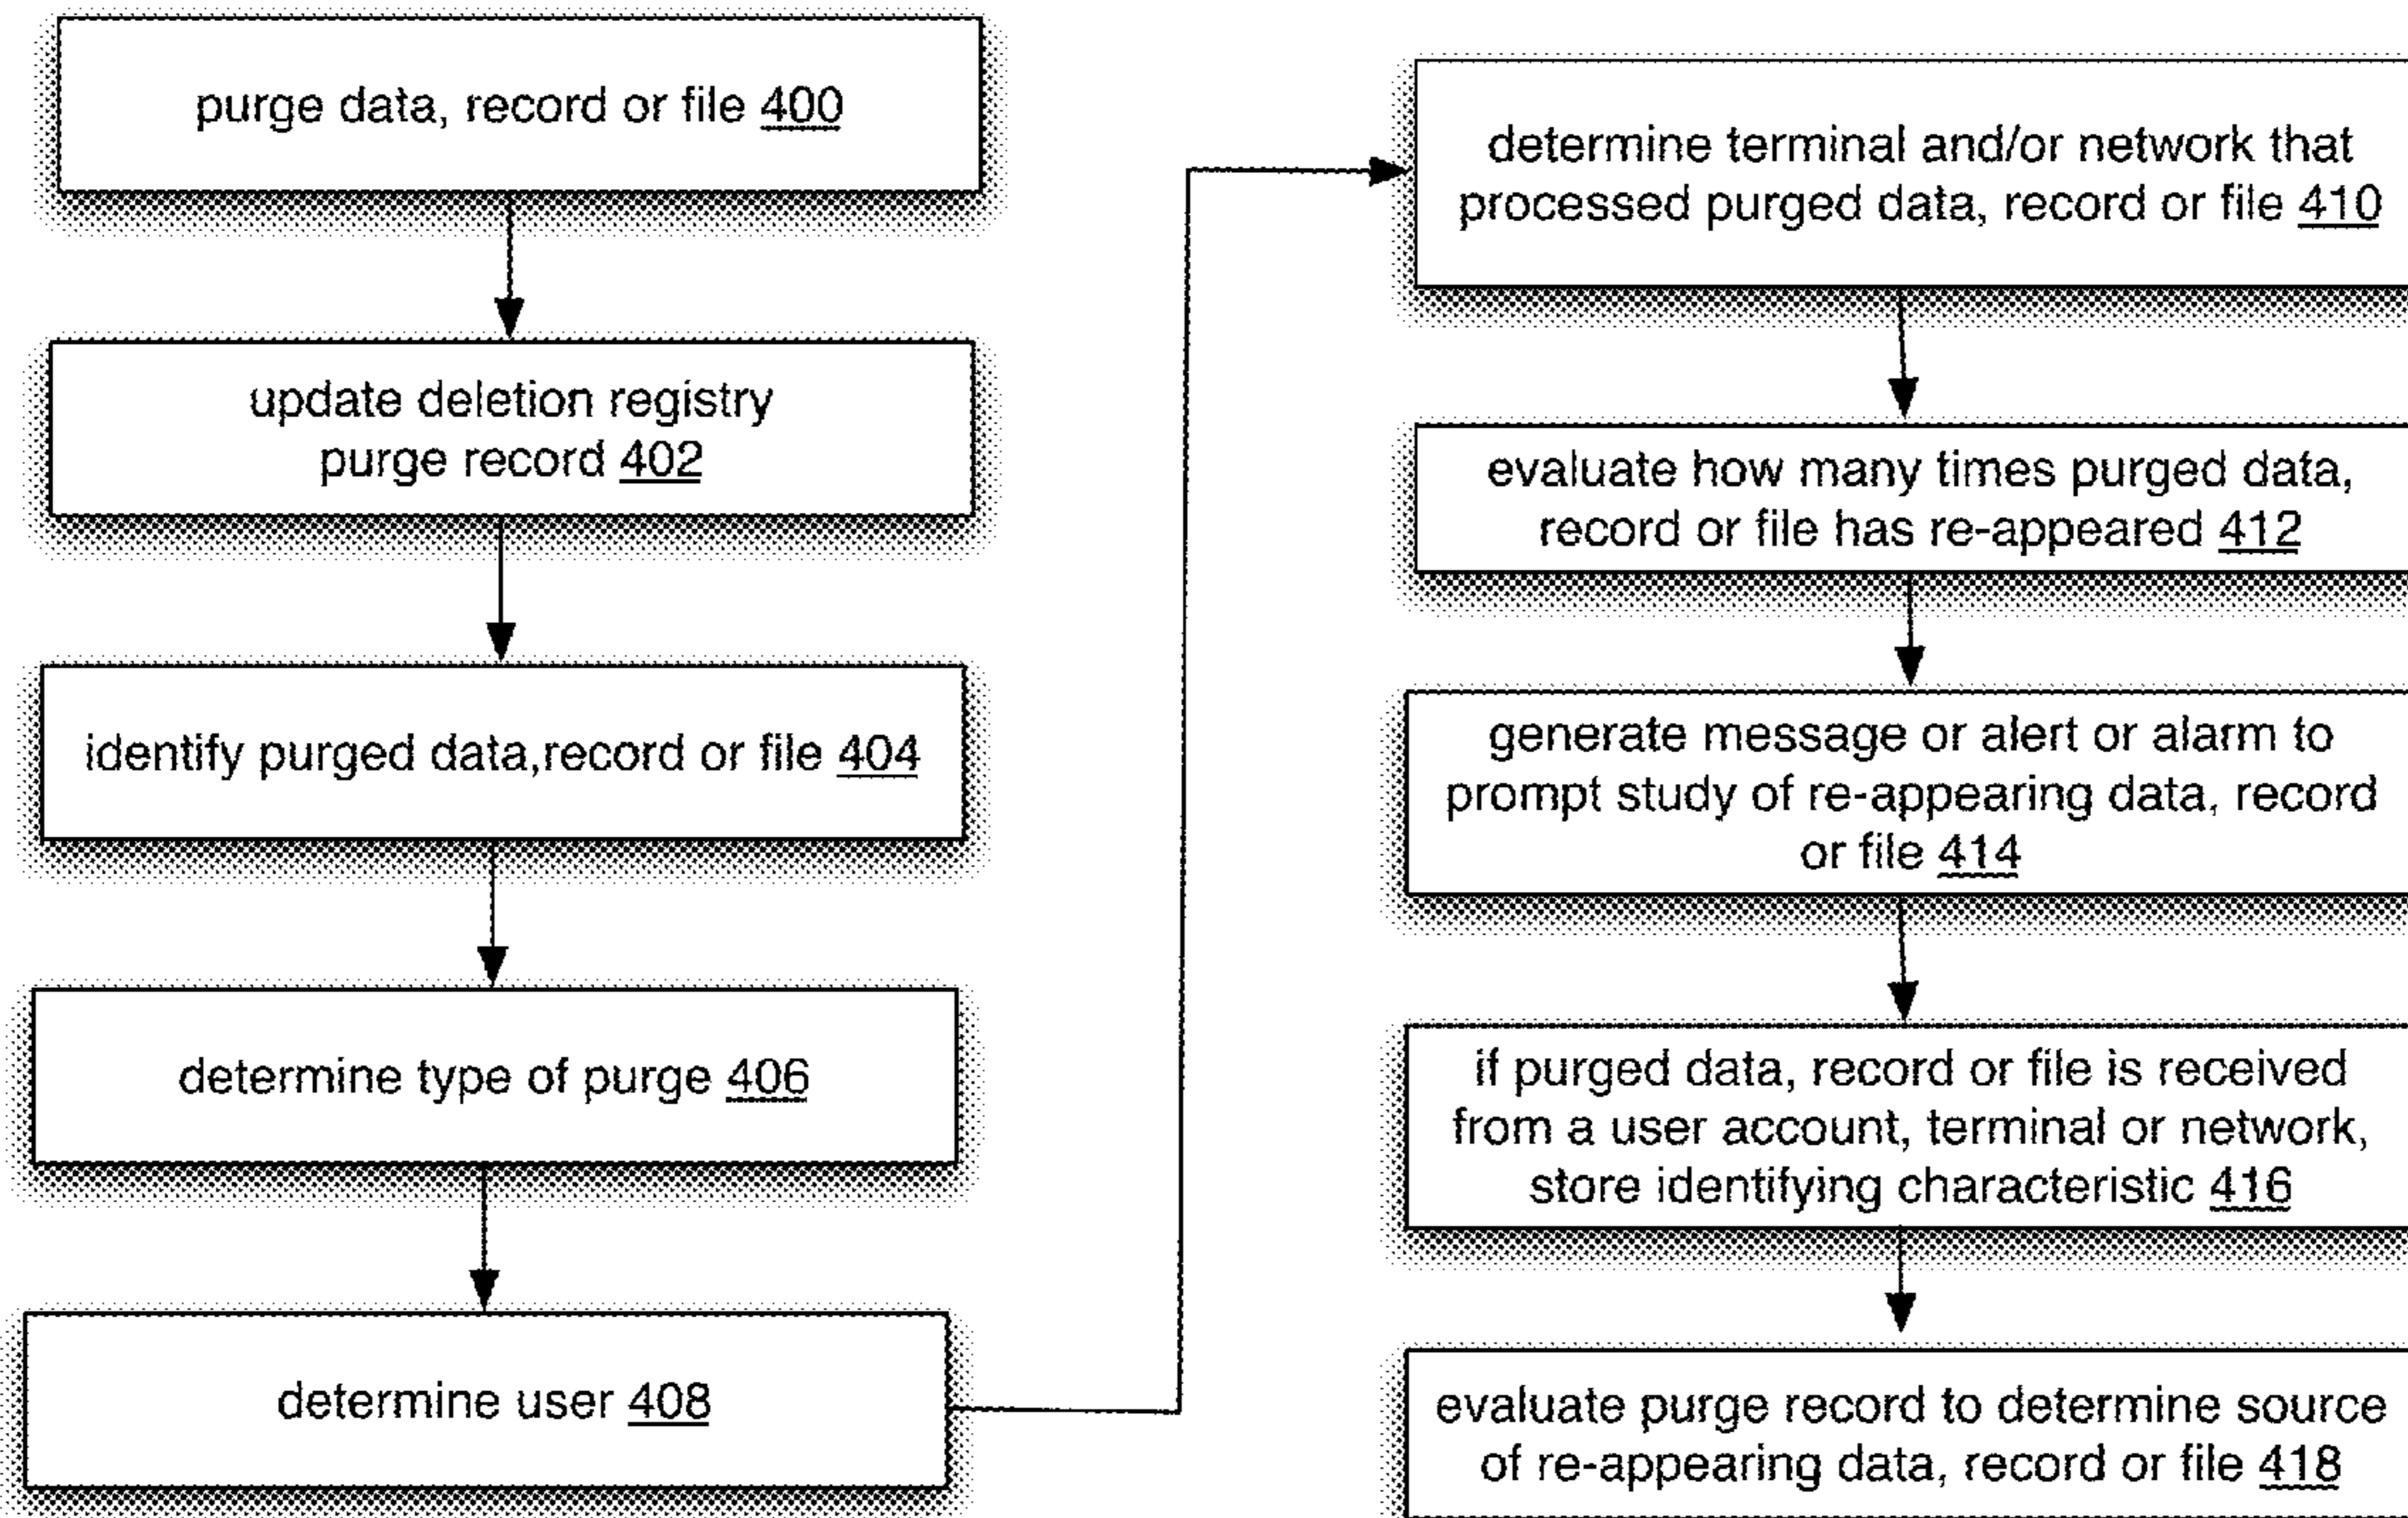 purge data, record or file 400
update deletion registry
purge record 402
identify purged data,record or file 404
determine type of purge 406
determine user 408
determine terminal and/or network that
processed purged data, record or file 410
evaluate how many times purged data,
record or file has re-appeared 412
generate message or alert or alarm to
prompt study of re-appearing data, record
or file 414
if purged data, record or file is received
from a user account, terminal or network,
store identifying characteristic 416
evaluate purge record to determine source
of re-appearing data, record or file 418